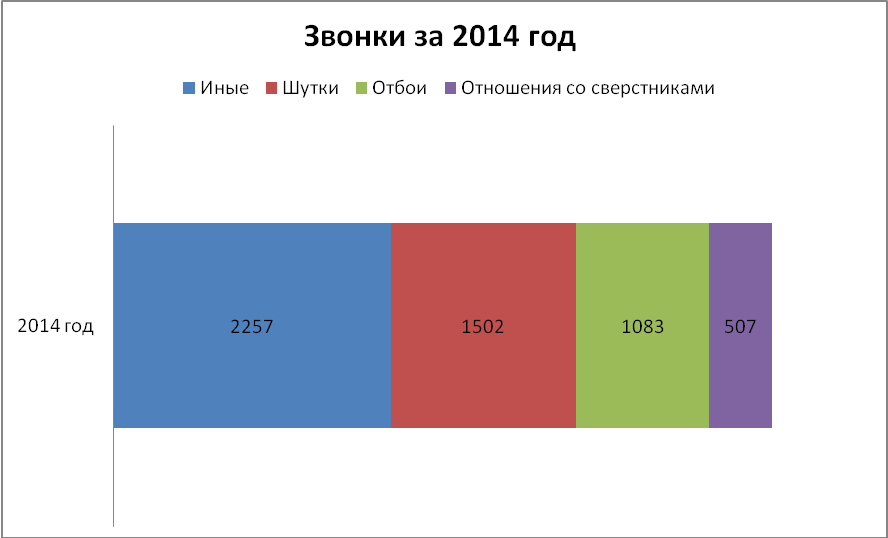 Звонки за 2014 год
Иные Шутки Отбои Отношения со сверстниками
2014 год 2257 1502 1083 507